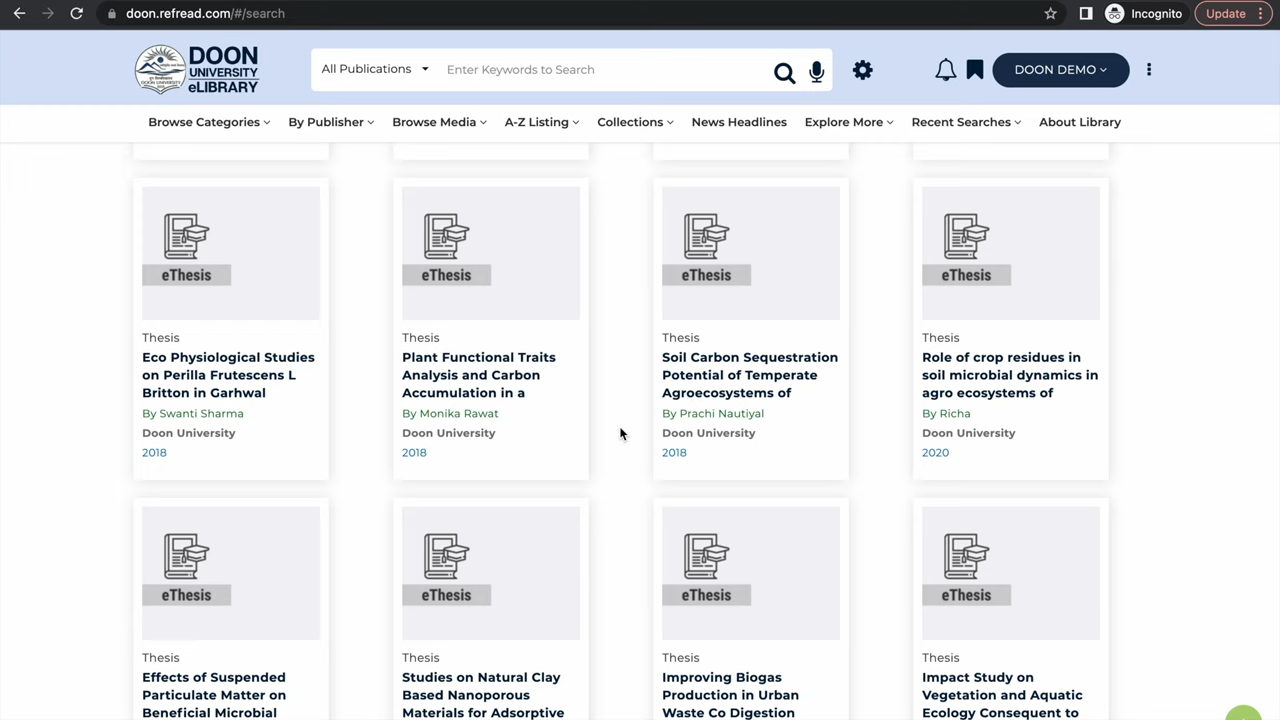 doon.refread.com/#/search
Incognito
Update
DOON
UNIVERSITY
eLIBRARY
All Publications
Enter Keywords to Search
DOON DEMO
Browse Categories
By Publisher
Browse Media
A-Z Listing
Collections
News Headlines
Explore More
Recent Searches
About Library
eThesis
Thesis
Eco Physiological Studies
on Perilla Frutescens L
Britton in Garhwal
By Swanti Sharma
Doon University
2018
eThesis
Thesis
Plant Functional Traits
Analysis and Carbon
Accumulation in a
By Monika Rawat
Doon University
2018
eThesis
Thesis
Soil Carbon Sequestration
Potential of Temperate
Agroecosystems of
By Prachi Nautiyal
Doon University
2018
eThesis
Thesis
Role of crop residues in
soil microbial dynamics in
agro ecosystems of
By Richa
Doon University
2020
eThesis
Thesis
Effects of Suspended
Particulate Matter on
Beneficial Microbial
eThesis
Thesis
Studies on Natural Clay
Based Nanoporous
Materials for Adsorptive
eThesis
Thesis
Improving Biogas
Production in Urban
Waste Co Digestion
eThesis
Thesis
Impact Study on
Vegetation and Aquatic
Ecology Consequent to